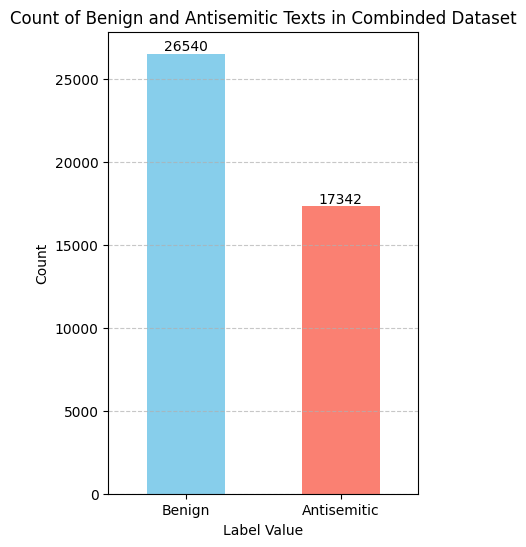 Count of Benign and Antisemitic Texts in Combinded Dataset
26540
25000
20000
17342
15000
Count
10000
5000
0
Benign
Antisemitic
Label Value